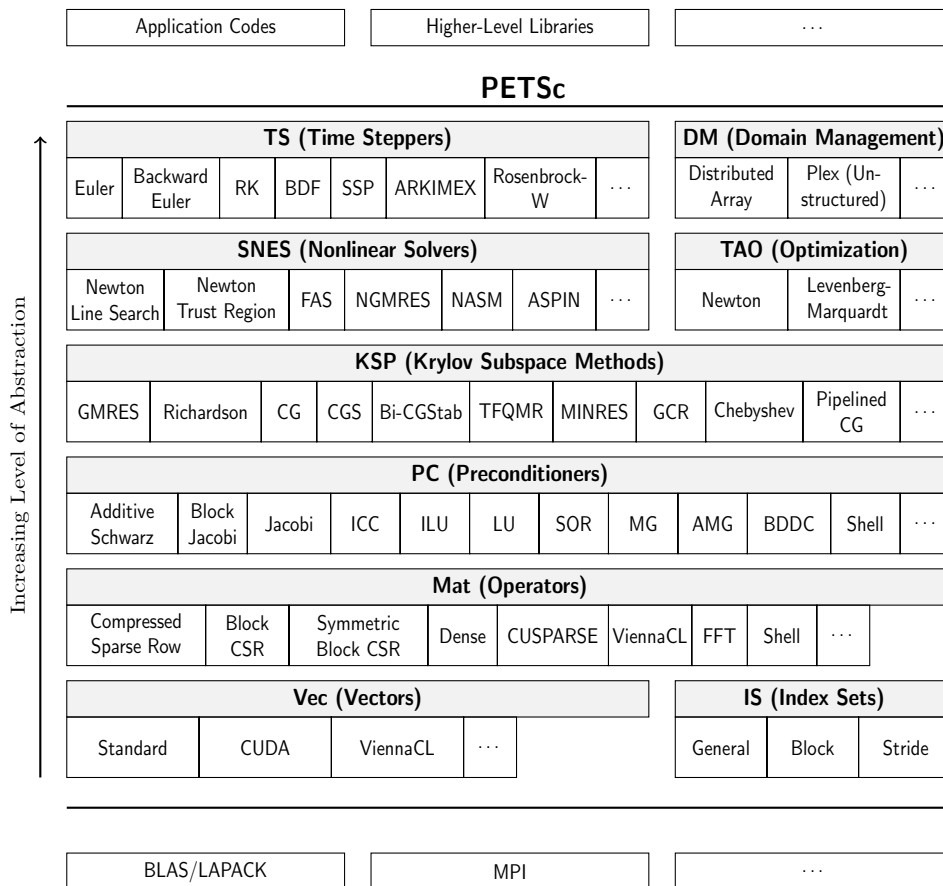 Application Codes
Higher-Level Libraries
···
PETSc
Increasing Level of Abstraction
TS (Time Steppers)
Euler
Backward
Euler
RK
BDF
SSP
ARKIMEX
Rosenbrock-
W
···
DM (Domain Management)
Distributed
Array
Plex (Un-
structured)
···
SNES (Nonlinear Solvers)
Newton
Line Search
Newton
Trust Region
FAS
NGMRES
NASM
ASPIN
···
TAO (Optimization)
Newton
Levenberg-
Marquardt
···
KSP (Krylov Subspace Methods)
GMRES
Richardson
CG
CGS
Bi-CGStab
TFQMR
MINRES
GCR
Chebyshev
Pipelined
CG
···
PC (Preconditioners)
Additive
Schwarz
Block
Jacobi
Jacobi
ICC
ILU
LU
SOR
MG
AMG
BDDC
Shell
···
Mat (Operators)
Compressed
Sparse Row
Block
CSR
Symmetric
Block CSR
Dense
CUSPARSE
ViennaCL
FFT
Shell
···
Vec (Vectors)
Standard
CUDA
ViennaCL
···
IS (Index Sets)
General
Block
Stride
BLAS/LAPACK
MPI
···